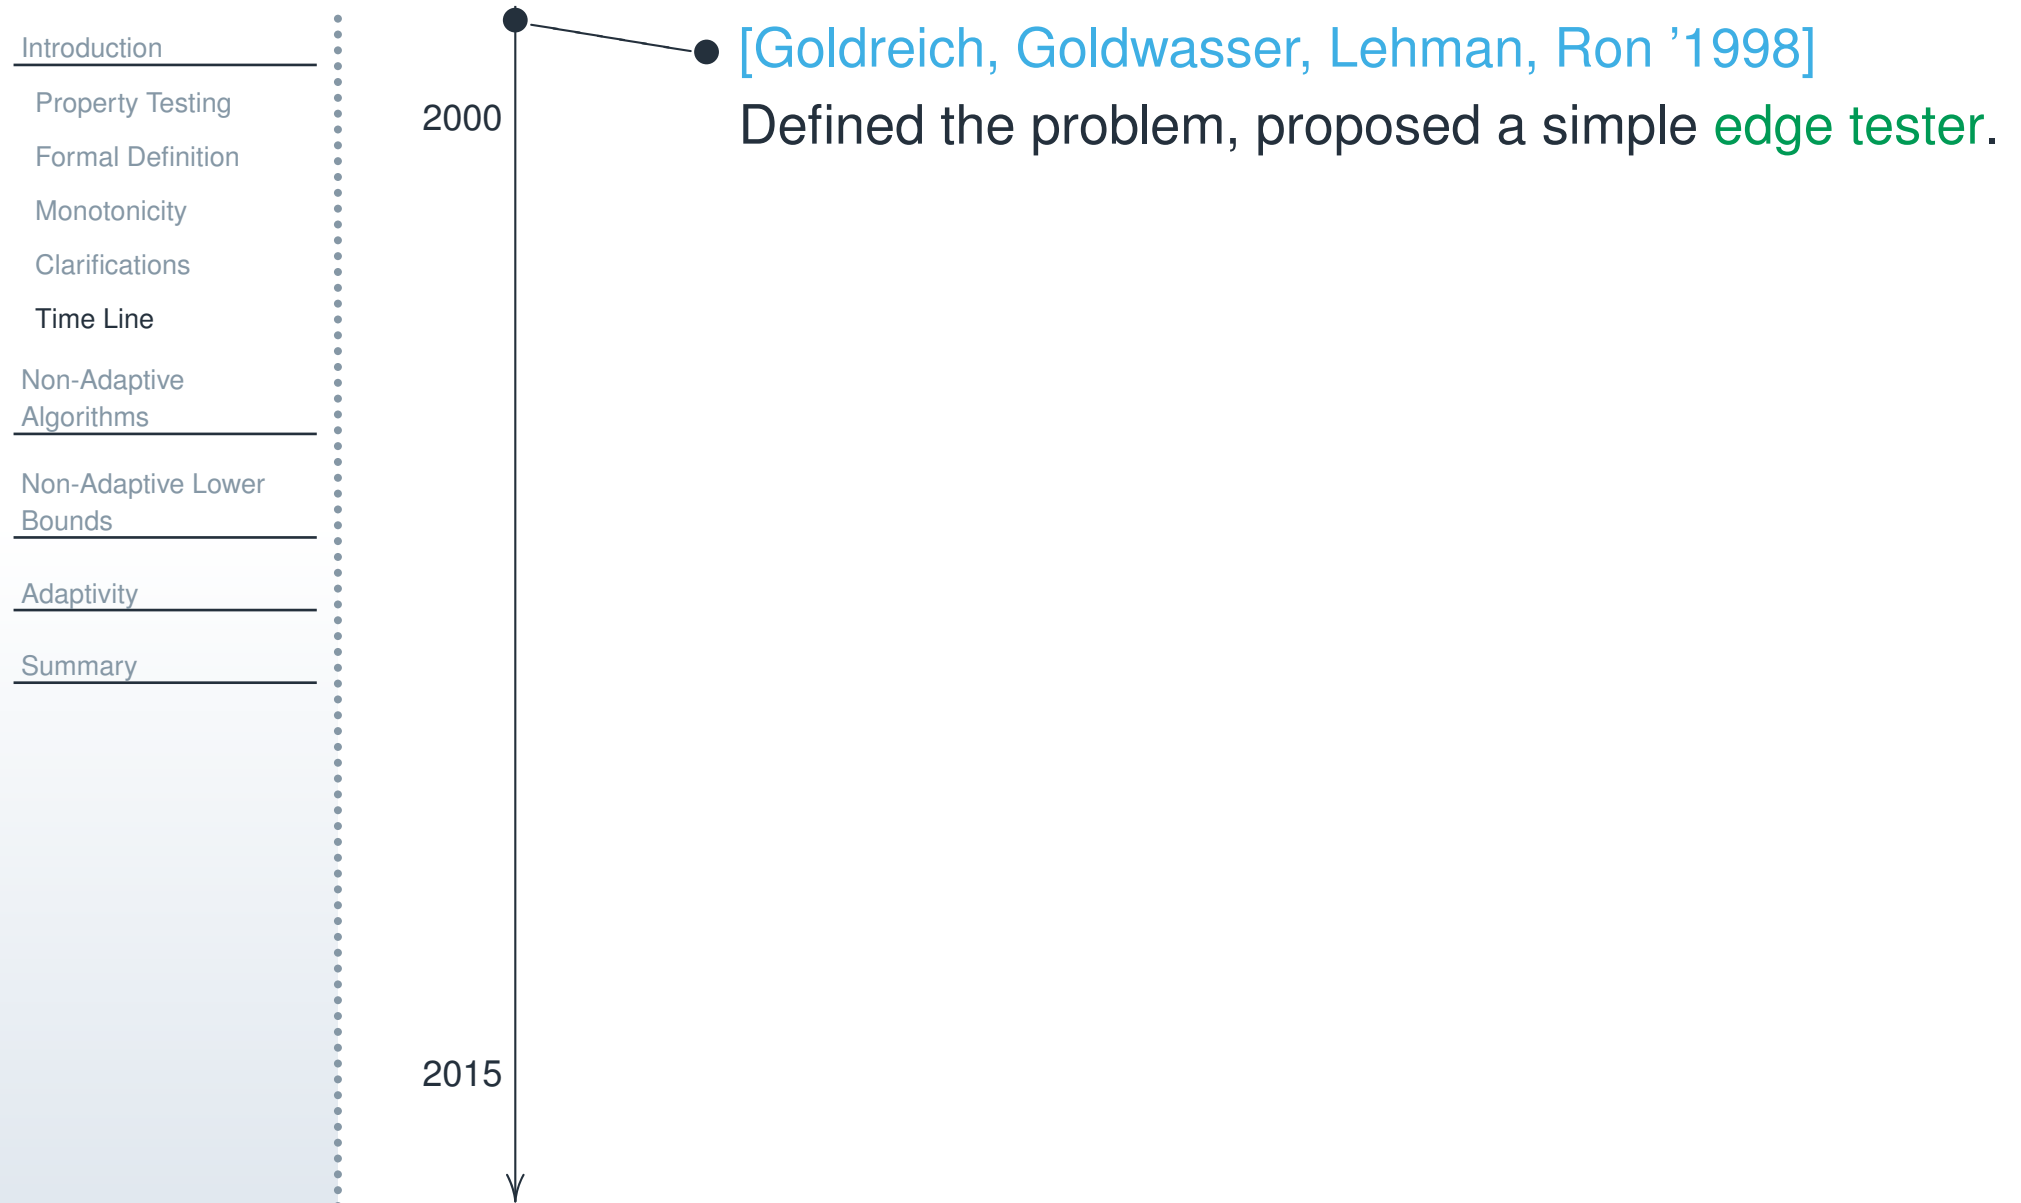 Introduction
Property Testing
Formal Definition
Monotonicity
Clarifications
Time Line
Non-Adaptive
Algorithms
Non-Adaptive Lower
Bounds
Adaptivity
Summary
2000
2015
[Goldreich, Goldwasser, Lehman, Ron ’1998]
Defined the problem, proposed a simple edge tester.